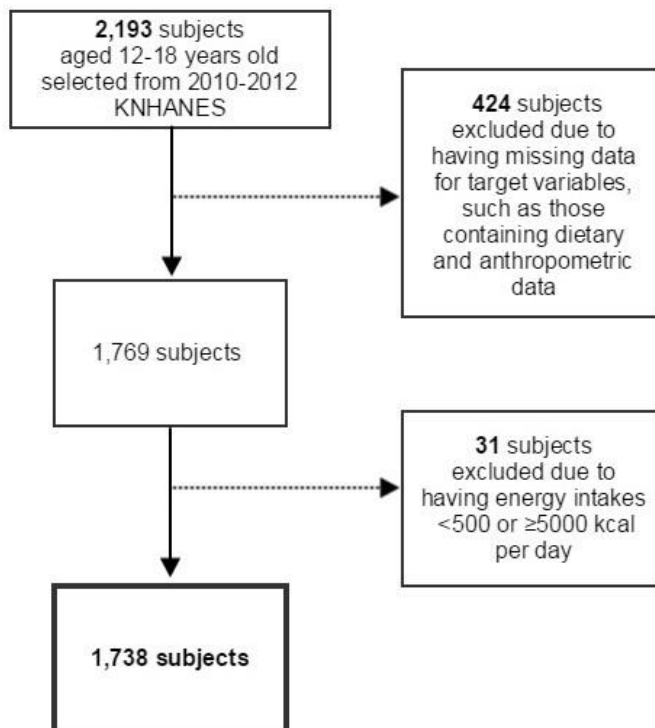 2,193 subjects
aged 12-18 years old
selected from 2010-2012
KNHANES
424 subjects
excluded due to
having missing data
for target variables,
such as those
containing dietary
and anthropometric
data
1,769 subjects
31 subjects
excluded due to
having energy intakes
<500 or ≥5000 kcal
per day
1,738 subjects